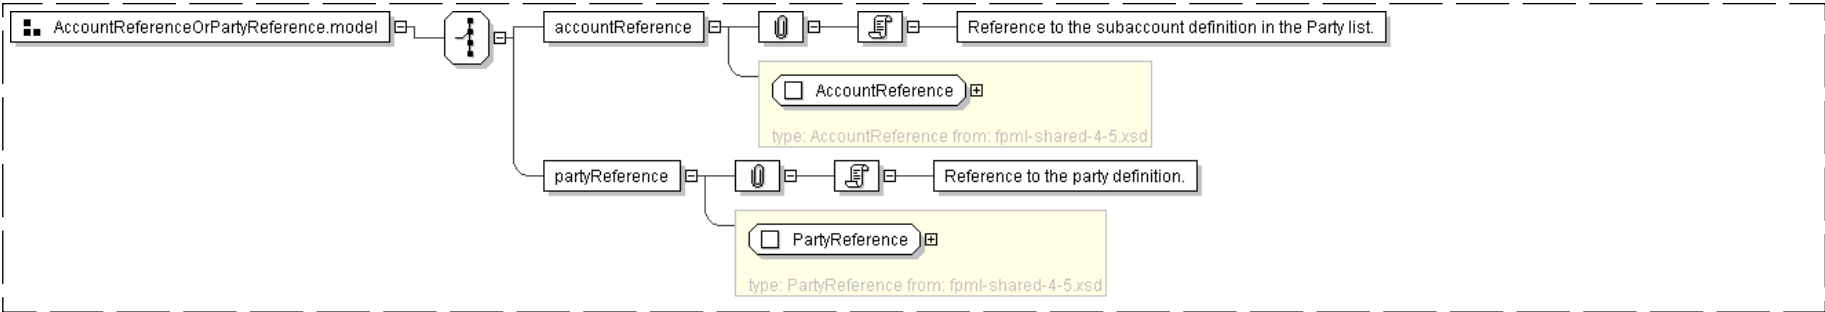 AccountReferenceOrPartyReference.model
accountReference
Reference to the subaccount definition in the Party list.
AccountReference
type: AccountReference from: fpml-shared-4-5.xsd
partyReference
Reference to the party definition.
PartyReference
type: PartyReference from: fpml-shared-4-5.xsd